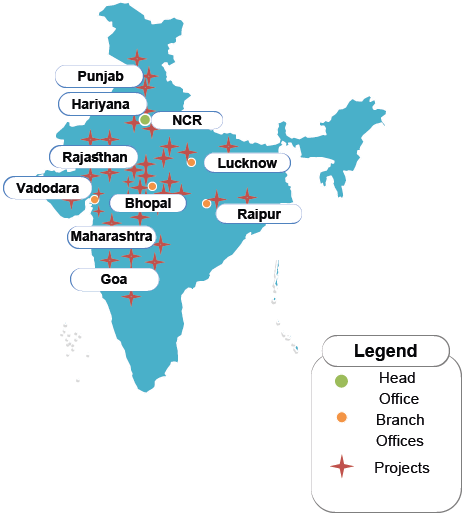 Punjab
Hariyana
NCR
Rajasthan
Lucknow
Vadodara
Bhopal
Raipur
Maharashtra
Goa
Legend
Head
Office
Branch
Offices
Projects